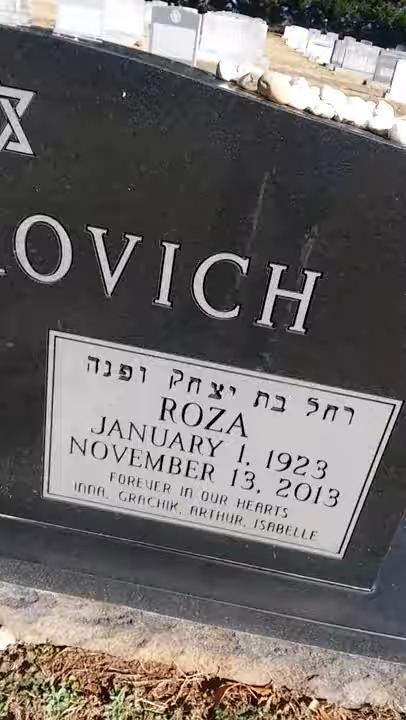 OVICH
רחל בת יצחק ופנה
ROZA
JANUARY 1, 1923
NOVEMBER 13, 2013
FOREVER IN OUR HEARTS
INNA, GRACHIK, ARTHUR, ISABELLE